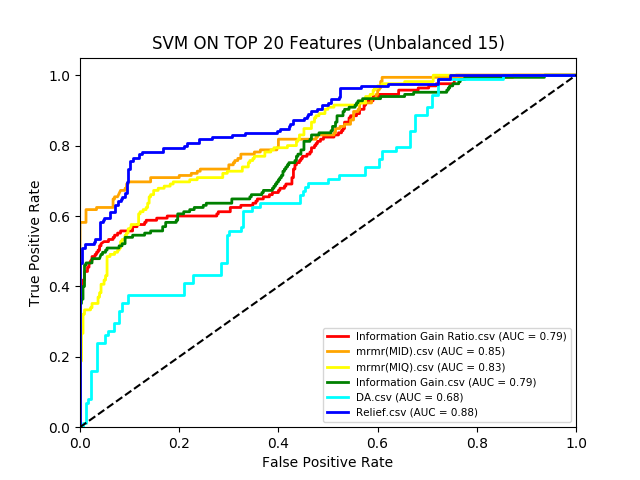 SVM ON TOP 20 Features (Unbalanced 15)
True Positive Rate
1.0
0.8
0.6
0.4
0.2
0.0
Information Gain Ratio.csv (AUC = 0.79)
mrmr(MID).csv (AUC = 0.85)
mrmr(MIQ).csv (AUC = 0.83)
Information Gain.csv (AUC = 0.79)
DA.csv (AUC = 0.68)
Relief.csv (AUC = 0.88)
0.0 0.2 0.4 0.6 0.8 1.0
False Positive Rate